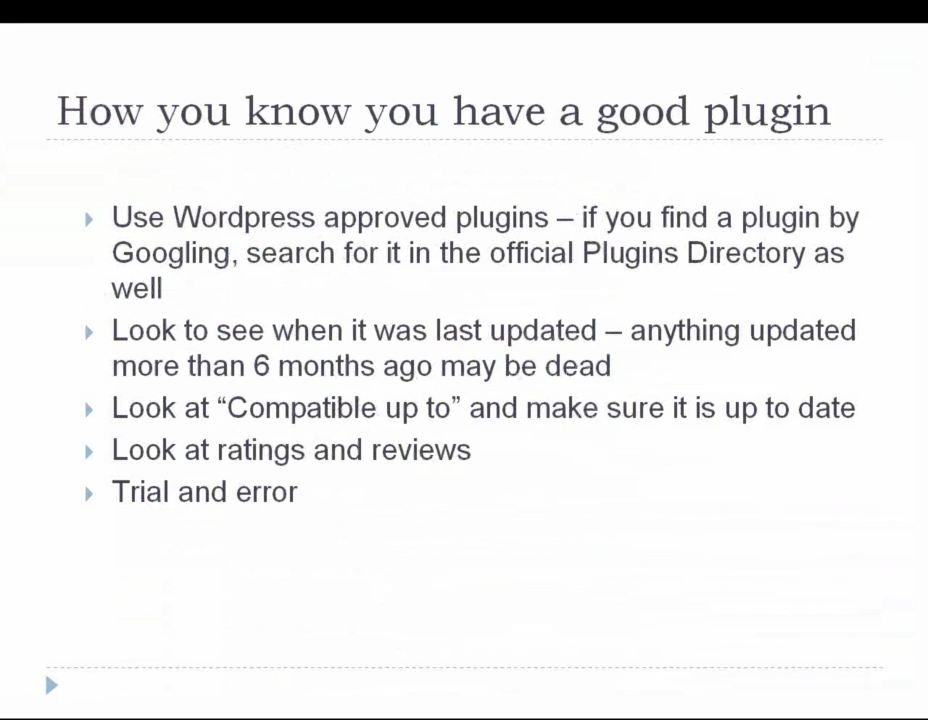 How you know you have a good plugin
Use Wordpress approved plugins – if you find a plugin by
Googling, search for it in the official Plugins Directory as
well
Look to see when it was last updated – anything updated
more than 6 months ago may be dead
Look at “Compatible up to” and make sure it is up to date
Look at ratings and reviews
Trial and error